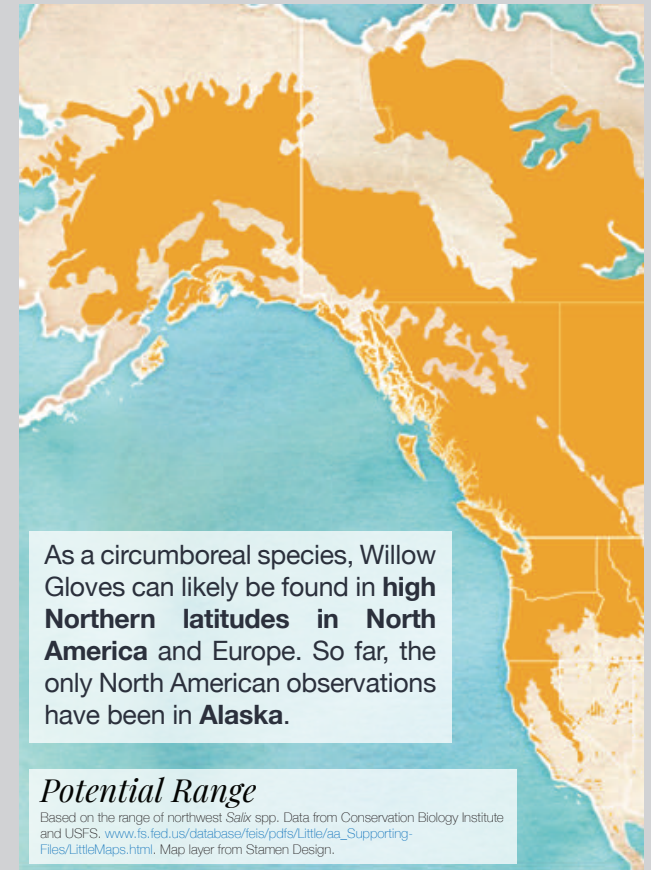 As a circumboreal species, Willow
Gloves can likely be found in high
Northern latitudes in North
America and Europe. So far, the
only North American observations
have been in Alaska.
Potential Range
Based on the range of northwest Salix spp. Data from Conservation Biology Institute
and USFS. www.fs.fed.us/database/feis/pdfs/Little/aa_Supporting-
Files/LittleMaps.html. Map layer from Stamen Design.